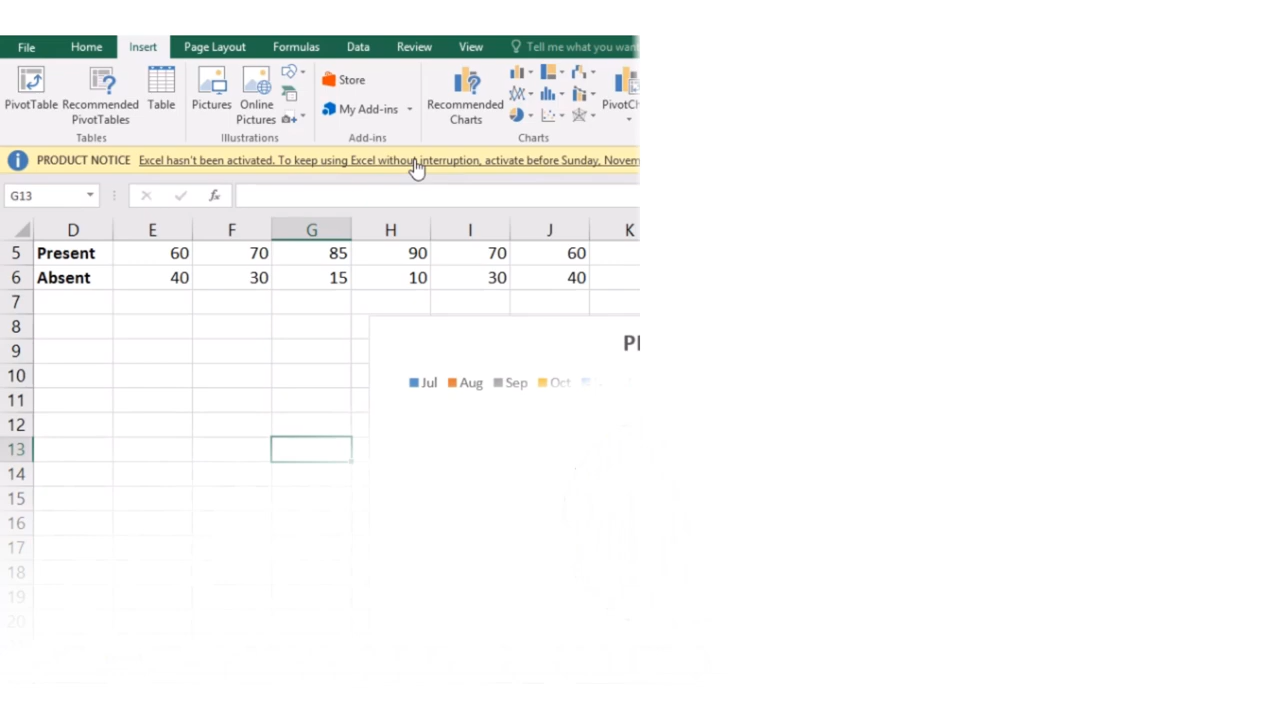 File Home Insert Page Layout Formulas Data Review View Tell me what you
PivotTable Recommended PivotTables Table Pictures Online Pictures Store My Add-ins Recommended Charts
Tables Illustrations Add-ins Charts
PRODUCT NOTICE Excel hasn't been activated. To keep using Excel without interruption, activate before Sunday,
G13 fx
D E F G H I J K
5 Present 60 70 85 90 70 60
6 Absent 40 30 15 10 30 40
7
8
9
10 Jul Aug Sep Oct
11
12
13
14
15
16
17
18
19
20